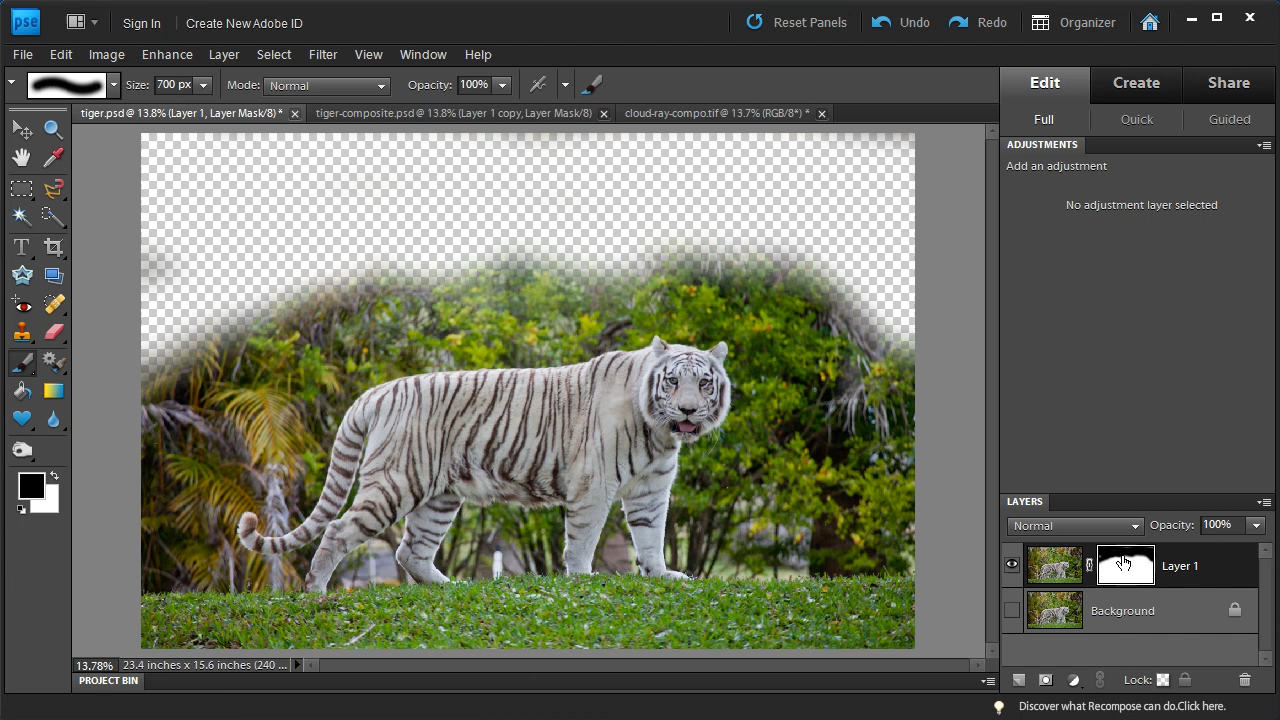 pse Sign In Create New Adobe ID Reset Panels Undo Redo Organizer
File Edit Image Enhance Layer Select Filter View Window Help
Size: 700 px Mode: Normal Opacity: 100%
Edit Create Share
tiger.psd @ 13.8% (Layer 1, Layer Mask/8) * tiger-composite.psd @ 13.8% (Layer 1 copy, Layer Mask/8) cloud-ray-compo.tif @ 13.7% (RGB/8*) *
Full Quick Guided
ADJUSTMENTS
Add an adjustment
No adjustment layer selected
T
LAYERS
Normal Opacity: 100%
Layer 1
Background
13.78% 23.4 inches x 15.6 inches (240 ...
PROJECT BIN
Lock:
Discover what Recompose can do.Click here.